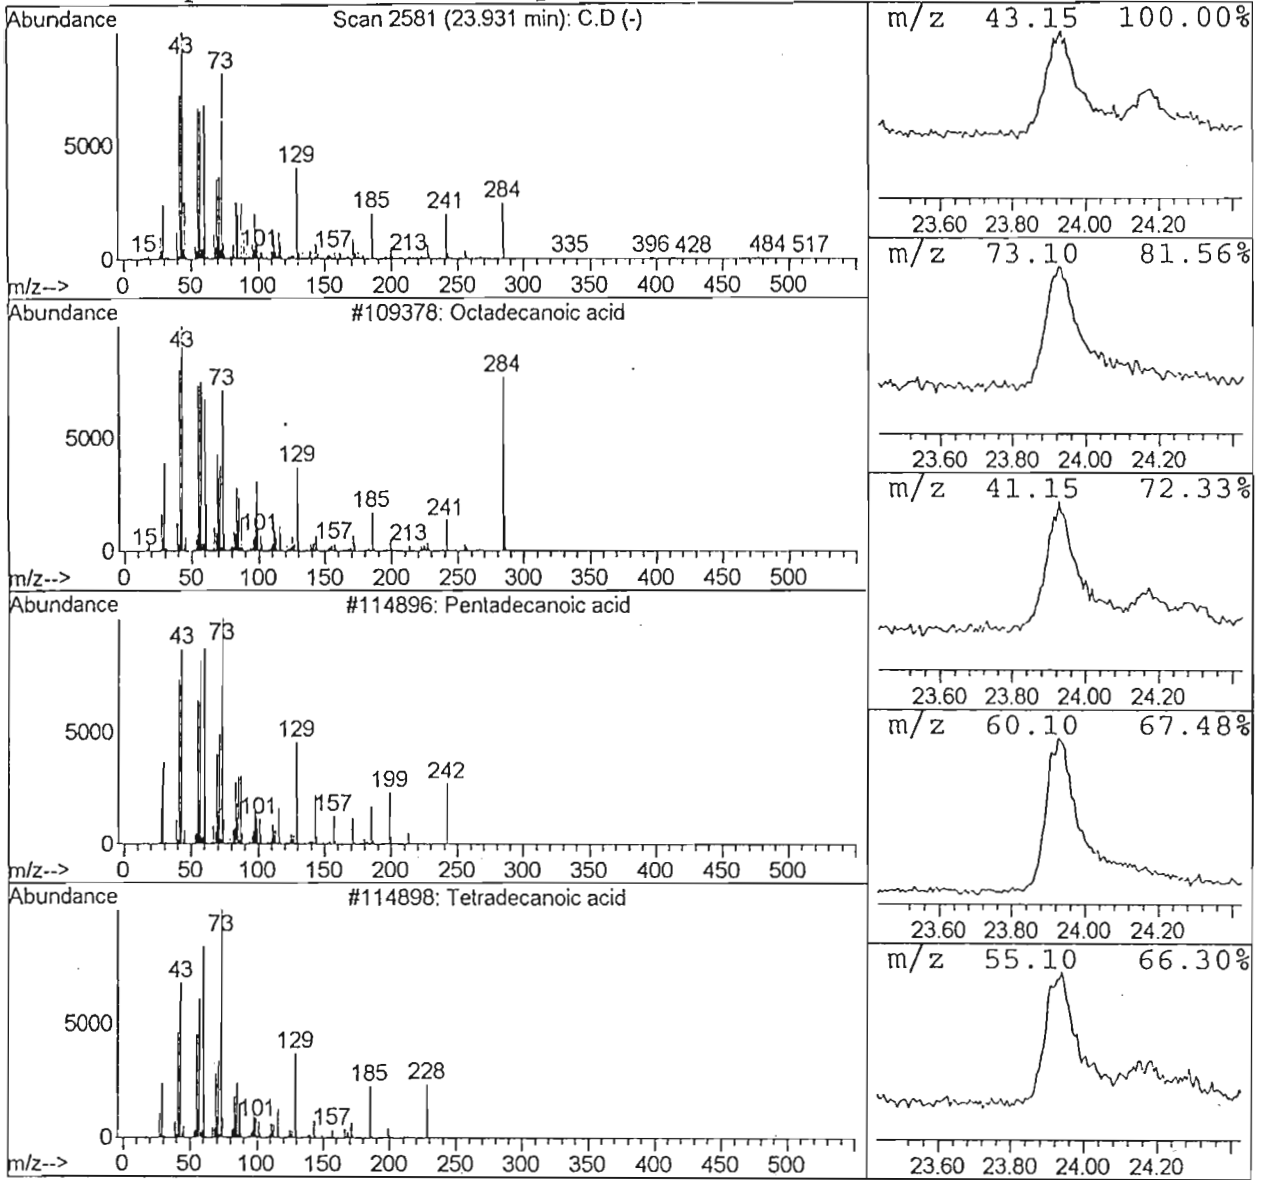 Abundance
Scan 2581 (23.931 min): C.D (-)
43
73
5000
129
185
241
284
15
101
157
213
335
396 428
484 517
0
m/z-->
0 50 100 150 200 250 300 350 400 450 500
Abundance
#109378: Octadecanoic acid
43
73
284
5000
129
185
241
15
101
157
213
0
m/z-->
0 50 100 150 200 250 300 350 400 450 500
Abundance
#114896: Pentadecanoic acid
43
73
5000
129
199
242
101
157
0
m/z-->
0 50 100 150 200 250 300 350 400 450 500
Abundance
#114898: Tetradecanoic acid
73
43
5000
129
185
228
101
157
0
m/z-->
0 50 100 150 200 250 300 350 400 450 500
m/z 43.15 100.00%
23.60 23.80 24.00 24.20
m/z 73.10 81.56%
23.60 23.80 24.00 24.20
m/z 41.15 72.33%
23.60 23.80 24.00 24.20
m/z 60.10 67.48%
23.60 23.80 24.00 24.20
m/z 55.10 66.30%
23.60 23.80 24.00 24.20